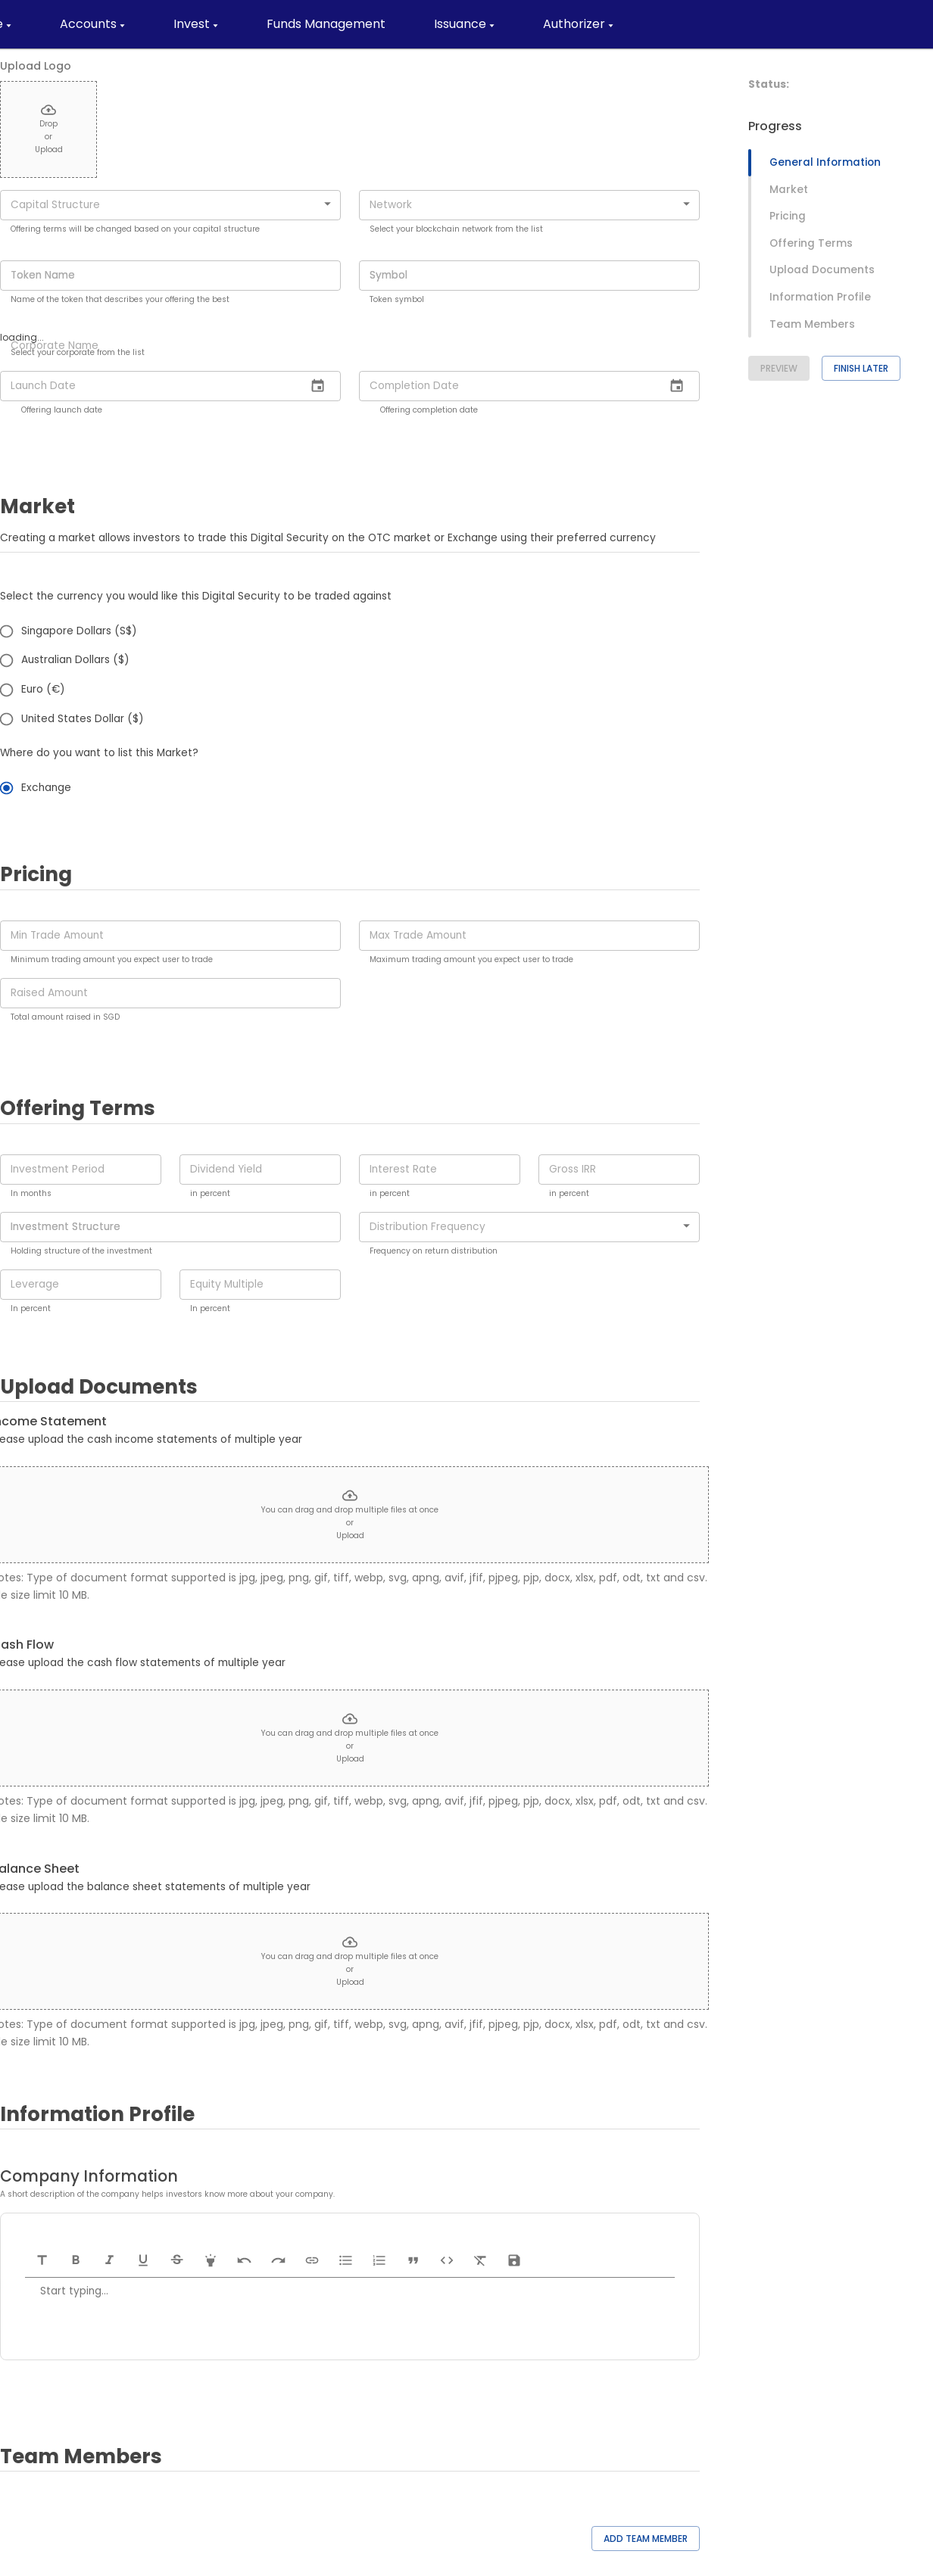 e
Accounts
Invest
Funds Management
Issuance
Authorizer
Upload Logo
Drop
or
Upload
Status:
Progress
General Information
Market
Pricing
Offering Terms
Upload Documents
Information Profile
Team Members
PREVIEW
FINISH LATER
Capital Structure
Offering terms will be changed based on your capital structure
Network
Select your blockchain network from the list
Token Name
Name of the token that describes your offering the best
Symbol
Token symbol
loading...
Corporate Name
Select your corporate from the list
Launch Date
Offering launch date
Completion Date
Offering completion date
Market
Creating a market allows investors to trade this Digital Security on the OTC market or Exchange using their preferred currency
Select the currency you would like this Digital Security to be traded against
Singapore Dollars (S$)
Australian Dollars ($)
Euro (€)
United States Dollar ($)
Where do you want to list this Market?
Exchange
Pricing
Min Trade Amount
Minimum trading amount you expect user to trade
Max Trade Amount
Maximum trading amount you expect user to trade
Raised Amount
Total amount raised in SGD
Offering Terms
Investment Period
In months
Dividend Yield
in percent
Interest Rate
in percent
Gross IRR
in percent
Investment Structure
Holding structure of the investment
Distribution Frequency
Frequency on return distribution
Leverage
In percent
Equity Multiple
In percent
Upload Documents
ncome Statement
ease upload the cash income statements of multiple year
You can drag and drop multiple files at once
or
Upload
otes: Type of document format supported is jpg, jpeg, png, gif, tiff, webp, svg, apng, avif, jfif, pjpeg, pjp, docx, xlsx, pdf, odt, txt and csv.
e size limit 10 MB.
ash Flow
ease upload the cash flow statements of multiple year
You can drag and drop multiple files at once
or
Upload
otes: Type of document format supported is jpg, jpeg, png, gif, tiff, webp, svg, apng, avif, jfif, pjpeg, pjp, docx, xlsx, pdf, odt, txt and csv.
e size limit 10 MB.
alance Sheet
ease upload the balance sheet statements of multiple year
You can drag and drop multiple files at once
or
Upload
otes: Type of document format supported is jpg, jpeg, png, gif, tiff, webp, svg, apng, avif, jfif, pjpeg, pjp, docx, xlsx, pdf, odt, txt and csv.
e size limit 10 MB.
Information Profile
Company Information
A short description of the company helps investors know more about your company.
Start typing...
Team Members
ADD TEAM MEMBER